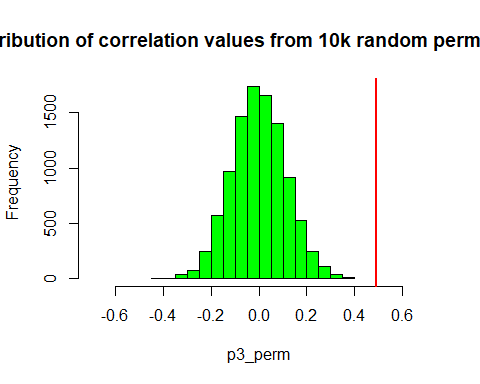 ribution of correlation values from 10k random perm
Frequency
1500
1000
500
0
-0.6 -0.4 -0.2 0.0 0.2 0.4 0.6
p3_perm